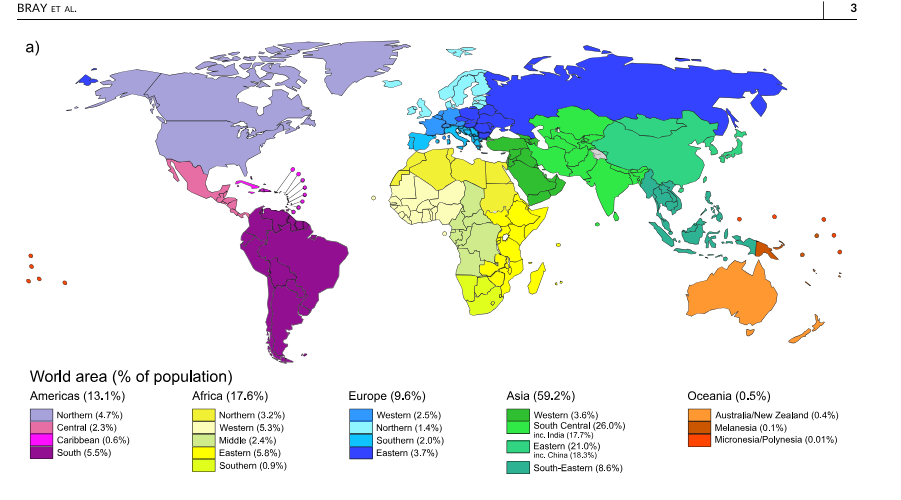 BRAY ET AL.
3
a)
World area (% of population)
Americas (13.1%)
Northern (4.7%)
Central (2.3%)
Caribbean (0.6%)
South (5.5%)
Africa (17.6%)
Northern (3.2%)
Western (5.3%)
Middle (2.4%)
Eastern (5.8%)
Southern (0.9%)
Europe (9.6%)
Western (2.5%)
Northern (1.4%)
Southern (2.0%)
Eastern (3.7%)
Asia (59.2%)
Western (3.6%)
South Central (26.0%)
inc. India (17.7%)
Eastern (21.0%)
inc. China (18.3%)
South-Eastern (8.6%)
Oceania (0.5%)
Australia/New Zealand (0.4%)
Melanesia (0.1%)
Micronesia/Polynesia (0.01%)